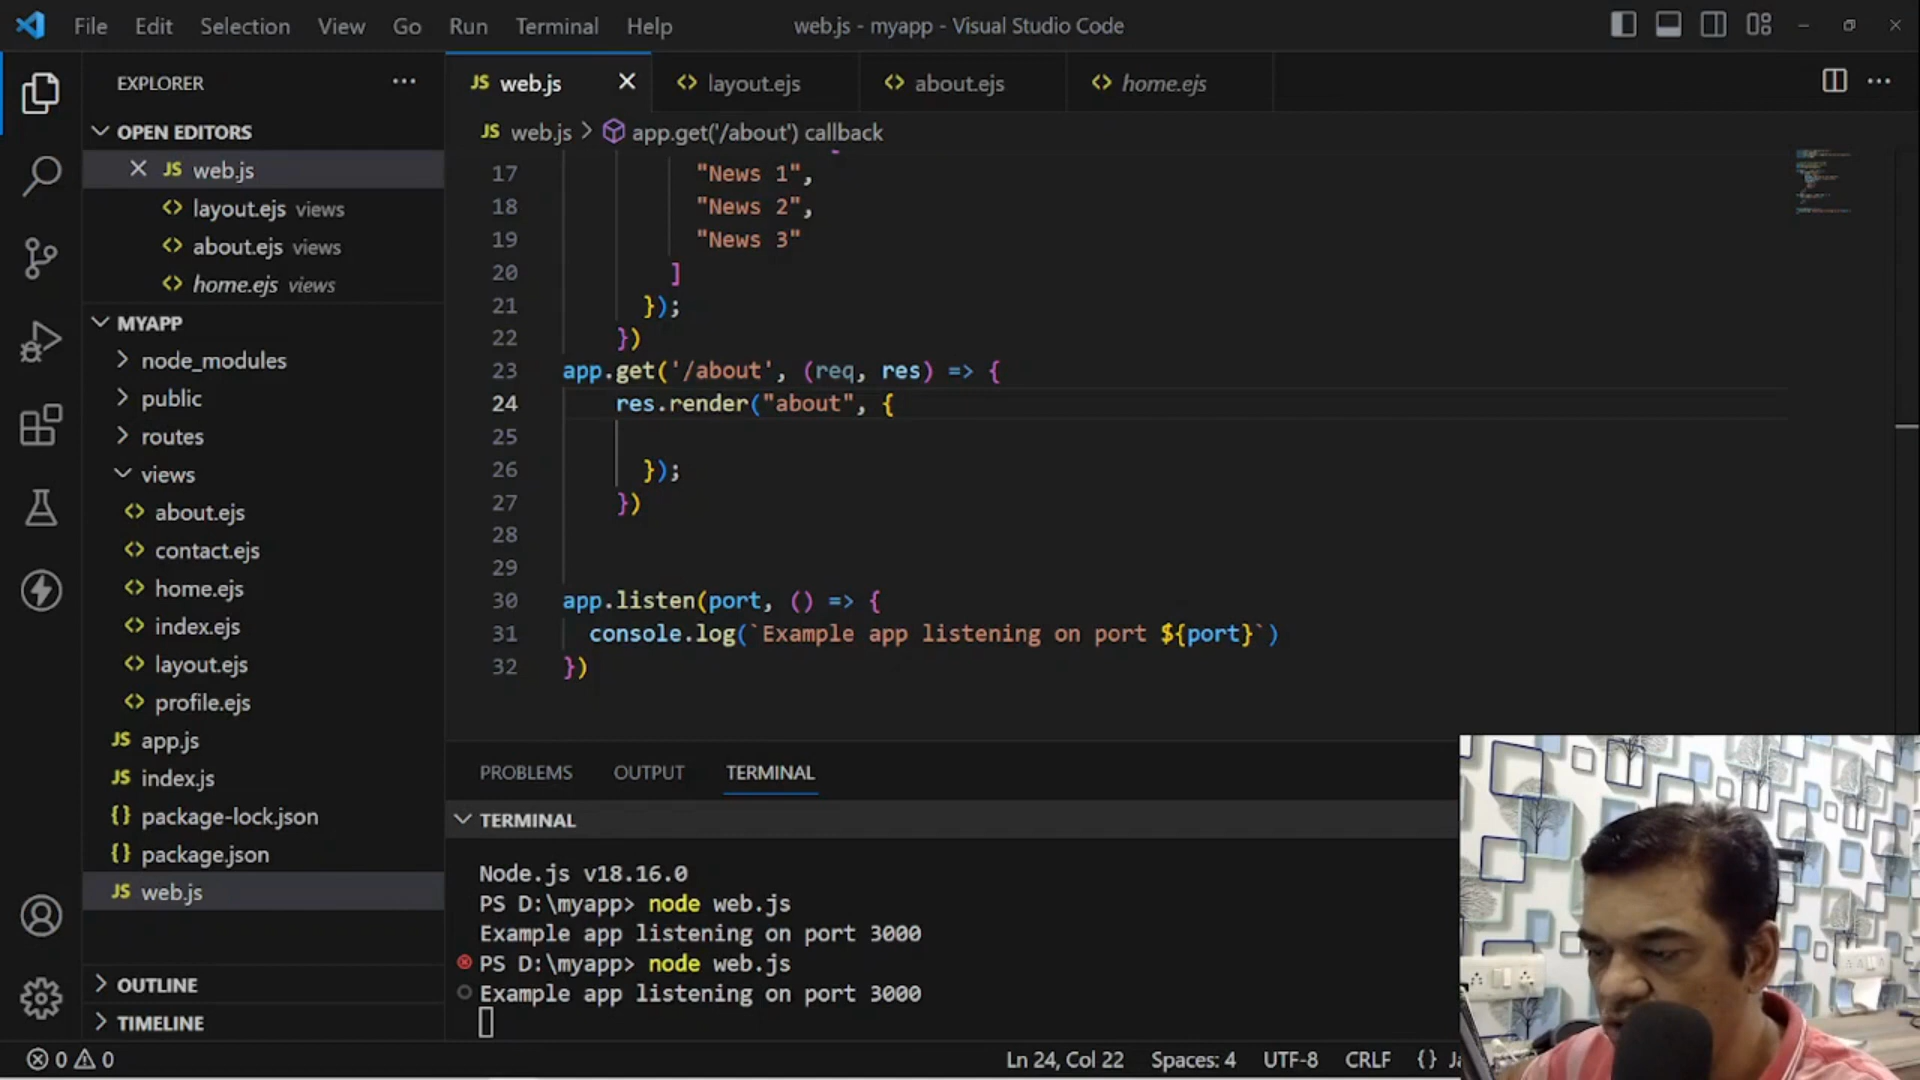 File Edit Selection View Go Run Terminal Help web.js - myapp - Visual Studio Code
EXPLORER
OPEN EDITORS
JS web.js
layout.ejs views
about.ejs views
home.ejs views
MYAPP
node_modules
public
routes
views
about.ejs
contact.ejs
home.ejs
index.ejs
layout.ejs
profile.ejs
JS app.js
JS index.js
{} package-lock.json
{} package.json
JS web.js
OUTLINE
TIMELINE
JS web.js layout.ejs about.ejs home.ejs
JS web.js > app.get('/about') callback
17 "News 1",
18 "News 2",
19 "News 3"
20 ]
21 });
22 })
23 app.get('/about', (req, res) => {
24 res.render("about", {
25
26 });
27 })
28
29
30 app.listen(port, () => {
31 console.log(`Example app listening on port ${port}`)
32 })
PROBLEMS OUTPUT TERMINAL
TERMINAL
Node.js v18.16.0
PS D:\myapp> node web.js
Example app listening on port 3000
PS D:\myapp> node web.js
Example app listening on port 3000
0 0 Ln 24, Col 22 Spaces: 4 UTF-8 CRLF {}